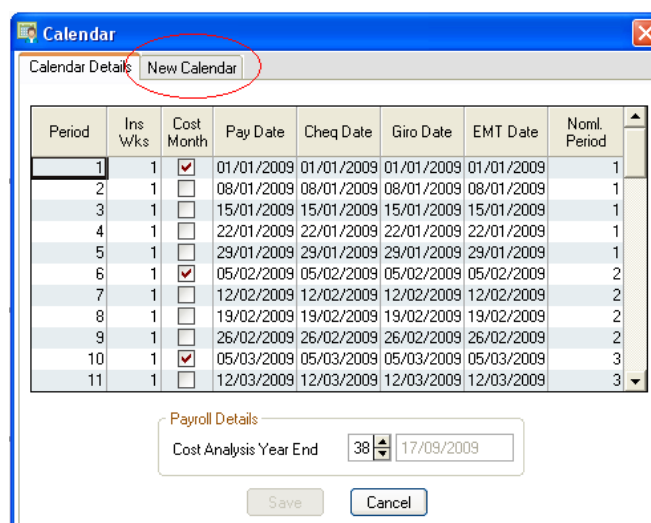 Calendar
Calendar Details New Calendar
Period Ins Wks Cost Month Pay Date Cheq Date Giro Date EMT Date Noml. Period
1 1 01/01/2009 01/01/2009 01/01/2009 01/01/2009 1
2 1 08/01/2009 08/01/2009 08/01/2009 08/01/2009 1
3 1 15/01/2009 15/01/2009 15/01/2009 15/01/2009 1
4 1 22/01/2009 22/01/2009 22/01/2009 22/01/2009 1
5 1 29/01/2009 29/01/2009 29/01/2009 29/01/2009 1
6 1 05/02/2009 05/02/2009 05/02/2009 05/02/2009 2
7 1 12/02/2009 12/02/2009 12/02/2009 12/02/2009 2
8 1 19/02/2009 19/02/2009 19/02/2009 19/02/2009 2
9 1 26/02/2009 26/02/2009 26/02/2009 26/02/2009 2
10 1 05/03/2009 05/03/2009 05/03/2009 05/03/2009 3
11 1 12/03/2009 12/03/2009 12/03/2009 12/03/2009 3
Payroll Details
Cost Analysis Year End 38 17/09/2009
Save Cancel